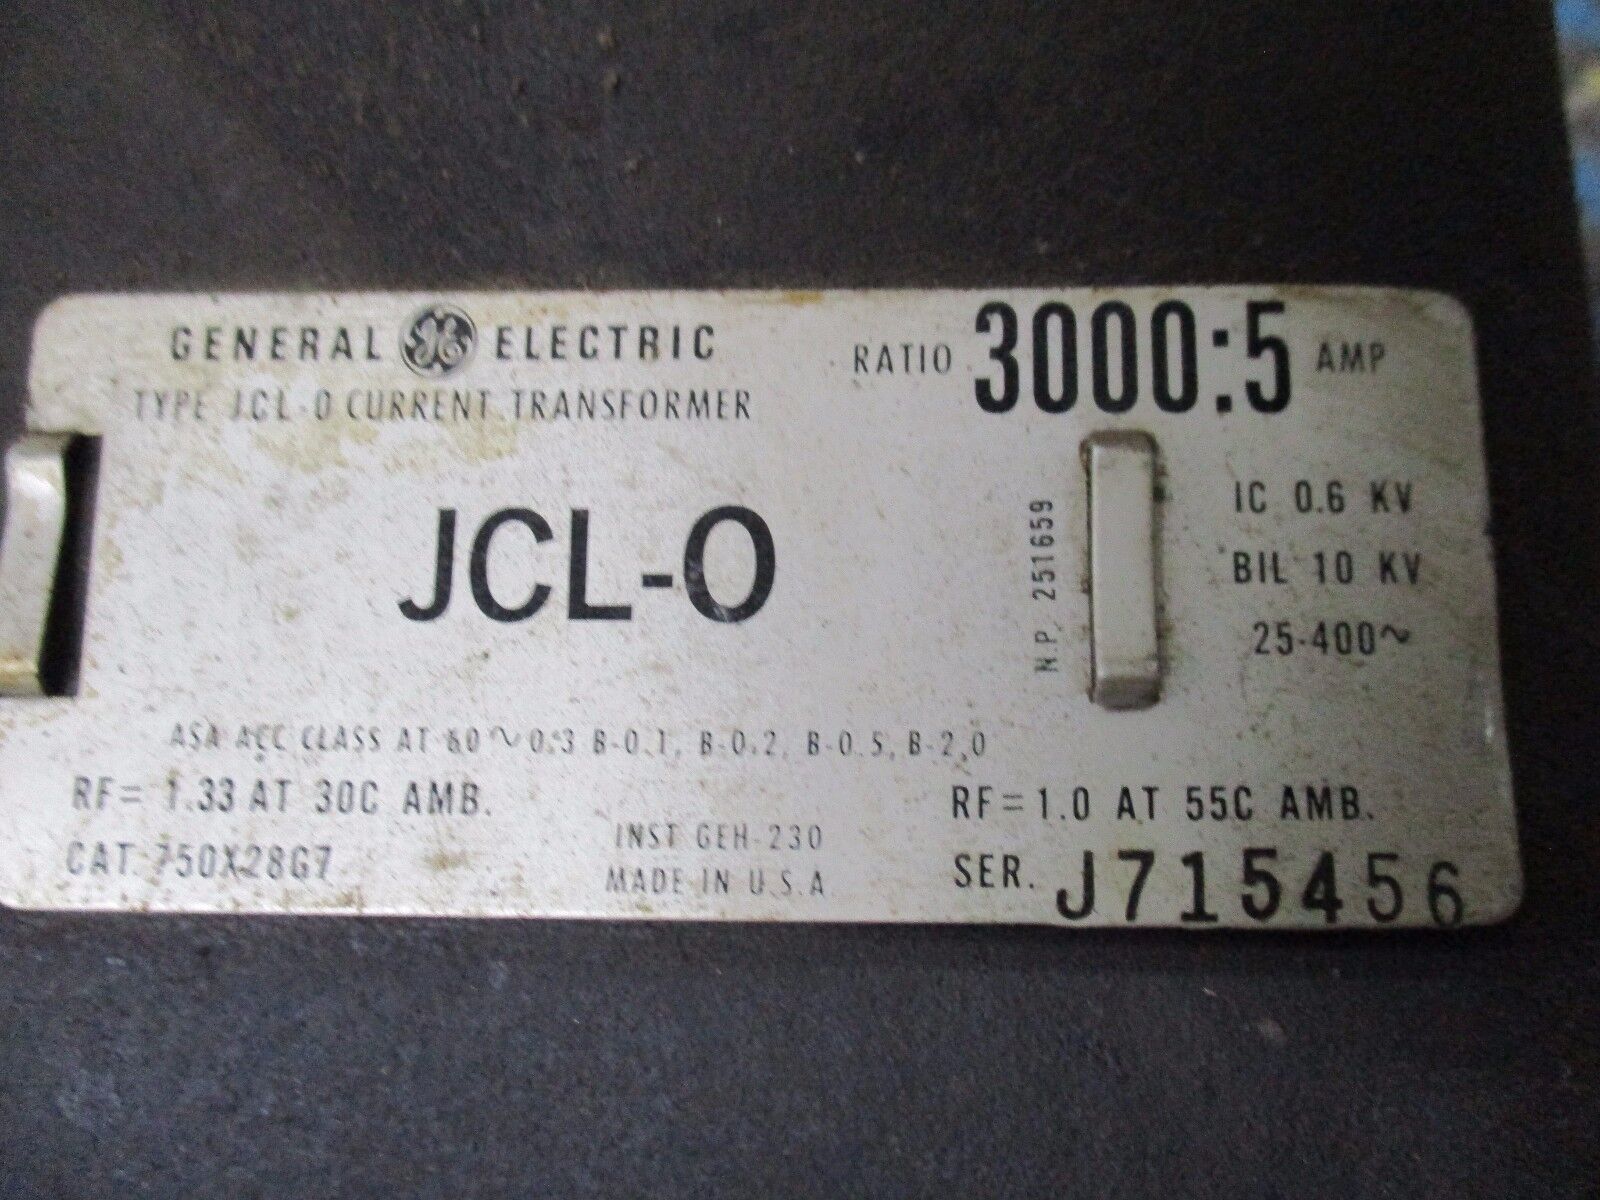 GENERAL GE ELECTRIC
TYPE JCL-O CURRENT TRANSFORMER
RATIO 3000:5 AMP
JCL-O
N.P. 251659
IC 0.6 KV
BIL 10 KV
25-400~
ASA ACC CLASS AT 60~0.3 B-0.1, B-0.2, B-0.5, B-2.0
RF= 1.33 AT 30C AMB.
RF=1.0 AT 55C AMB.
CAT. 750X28G7
INST GEH-230
MADE IN U.S.A
SER. J715456